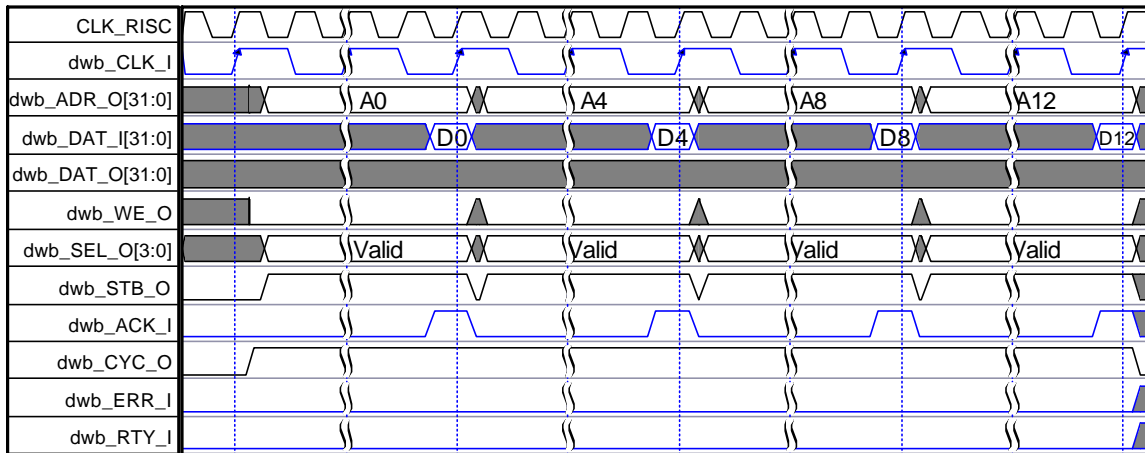 CLK_RISC
dwb_CLK_I
dwb_ADR_O[31:0] A0 A4 A8 A12
dwb_DAT_I[31:0] D0 D4 D8 D12
dwb_DAT_O[31:0]
dwb_WE_O
dwb_SEL_O[3:0] Valid Valid Valid Valid
dwb_STB_O
dwb_ACK_I
dwb_CYC_O
dwb_ERR_I
dwb_RTY_I